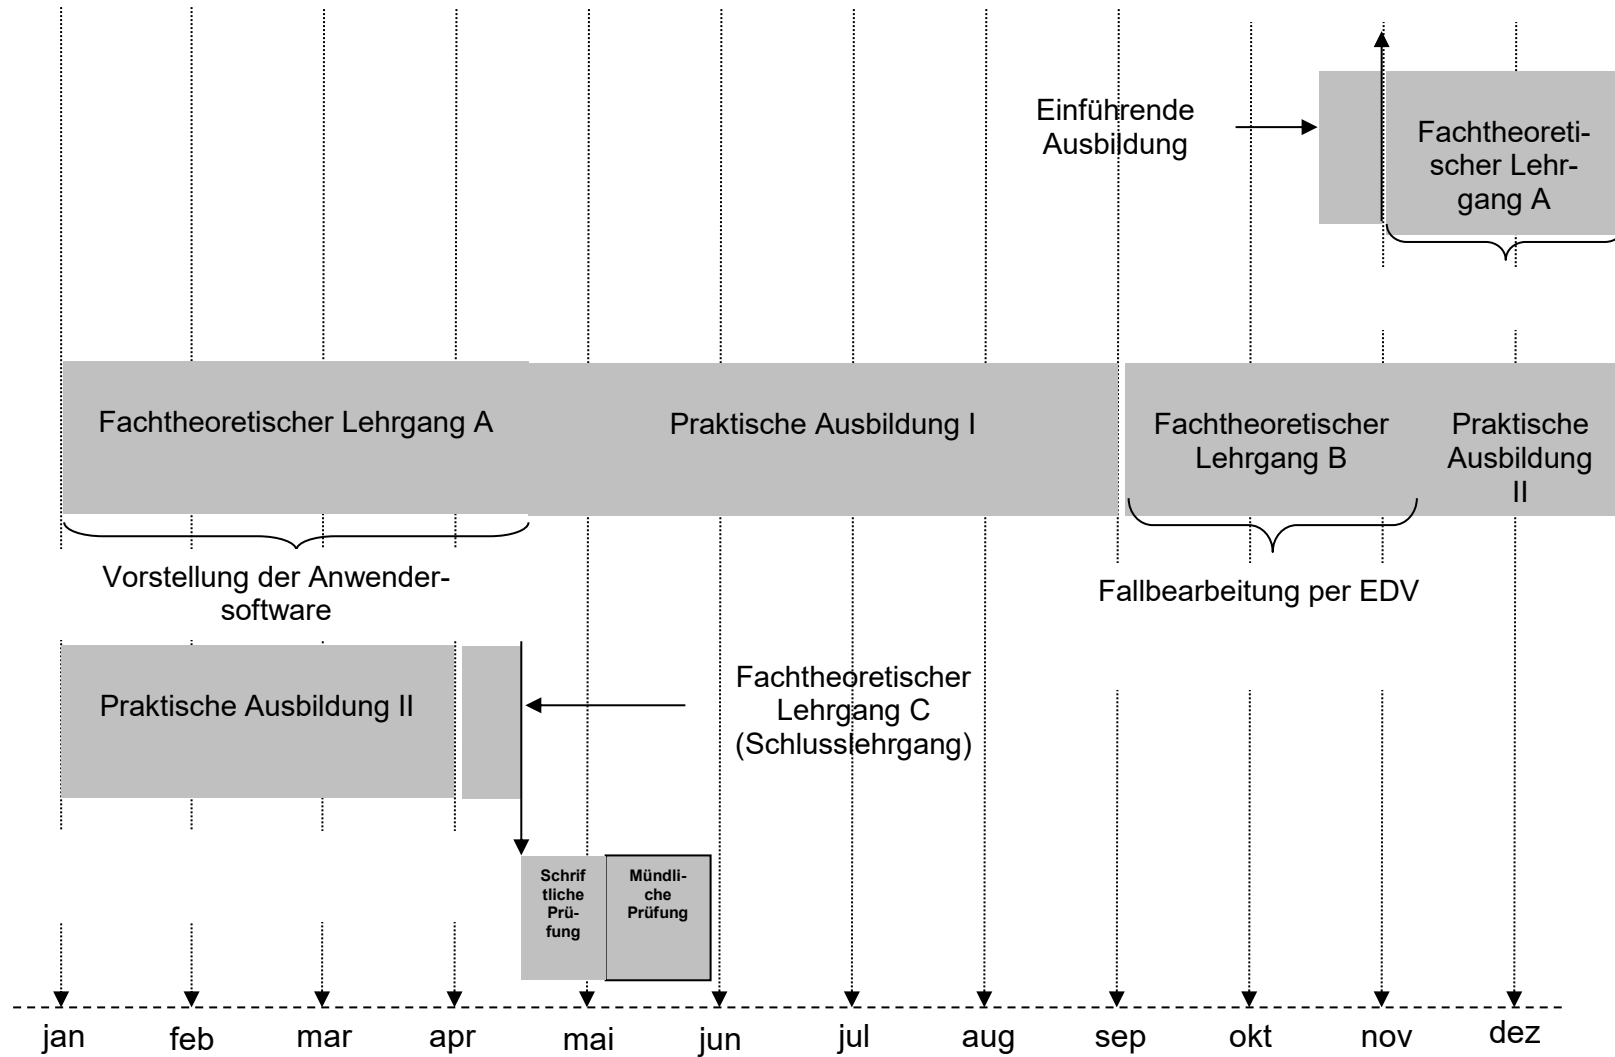 Einführende
Ausbildung
Fachtheoreti-
scher Lehr-
gang A
Fachtheoretischer Lehrgang A
Praktische Ausbildung I
Fachtheoretischer
Lehrgang B
Praktische
Ausbildung
II
Vorstellung der Anwender-
software
Fallbearbeitung per EDV
Praktische Ausbildung II
Fachtheoretischer
Lehrgang C
(Schlusslehrgang)
Schrif
tliche
Prü-
fung
Mündli-
che
Prüfung
jan feb mar apr mai jun jul aug sep okt nov dez